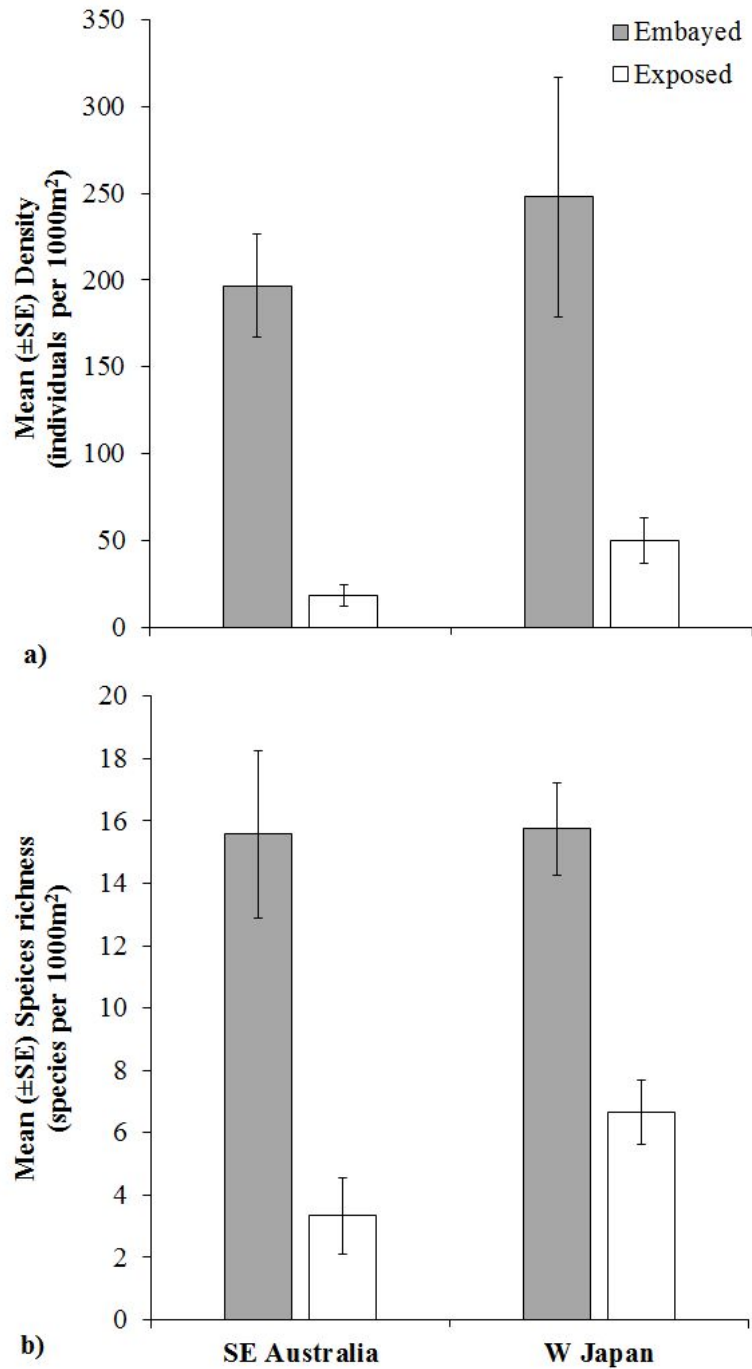 350
300
250
200
150
100
50
0
Mean (±SE) Density
(individuals per 1000m²)
Embayed
Exposed
a)
20
18
16
14
12
10
8
6
4
2
0
Mean (±SE) Speices richness
(species per 1000m²)
b)
SE Australia
W Japan